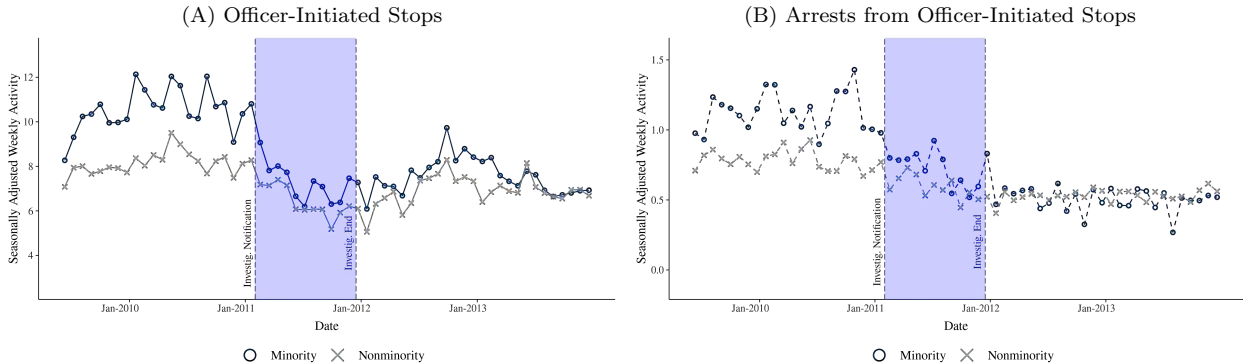 (A) Officer-Initiated Stops
Seasonally Adjusted Weekly Activity
12
10
8
6
4
Investig. Notification
Investig. End
Jan-2010
Jan-2011
Jan-2012
Jan-2013
Date
Minority
Nonminority
(B) Arrests from Officer-Initiated Stops
Seasonally Adjusted Weekly Activity
1.5
1.0
0.5
0.0
Investig. Notification
Investig. End
Jan-2010
Jan-2011
Jan-2012
Jan-2013
Date
Minority
Nonminority